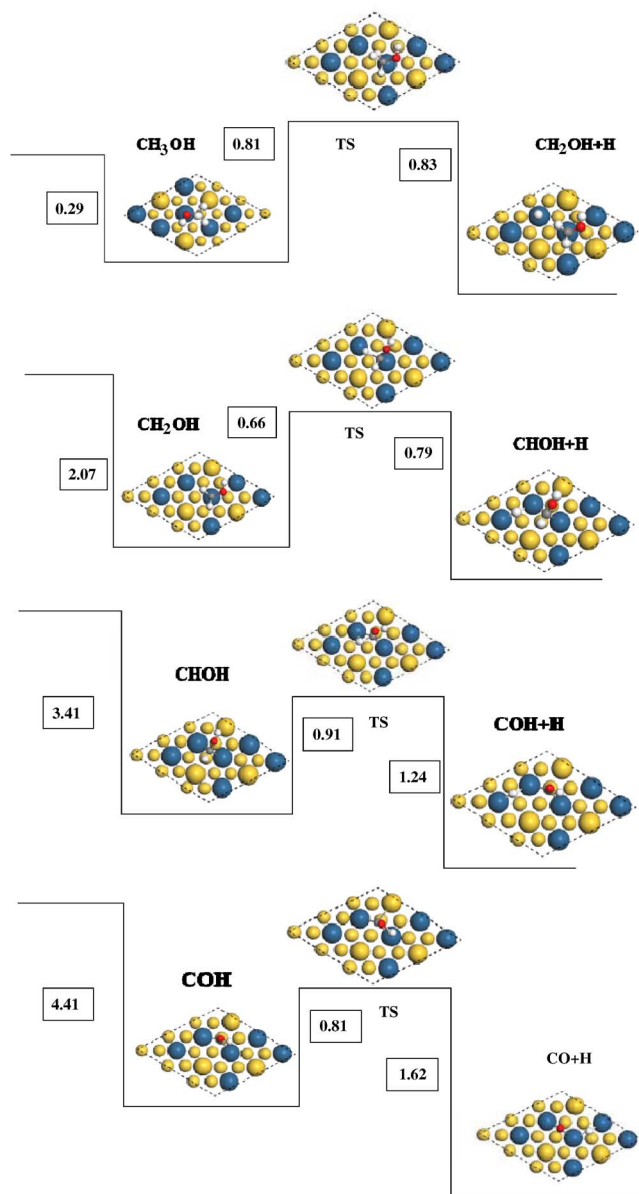 CH₃OH
0.81
TS
CH₂OH+H
0.29
0.83
CH₂OH
0.66
TS
CHOH+H
2.07
0.79
CHOH
3.41
0.91
TS
COH+H
1.24
COH
4.41
0.81
TS
1.62
CO+H